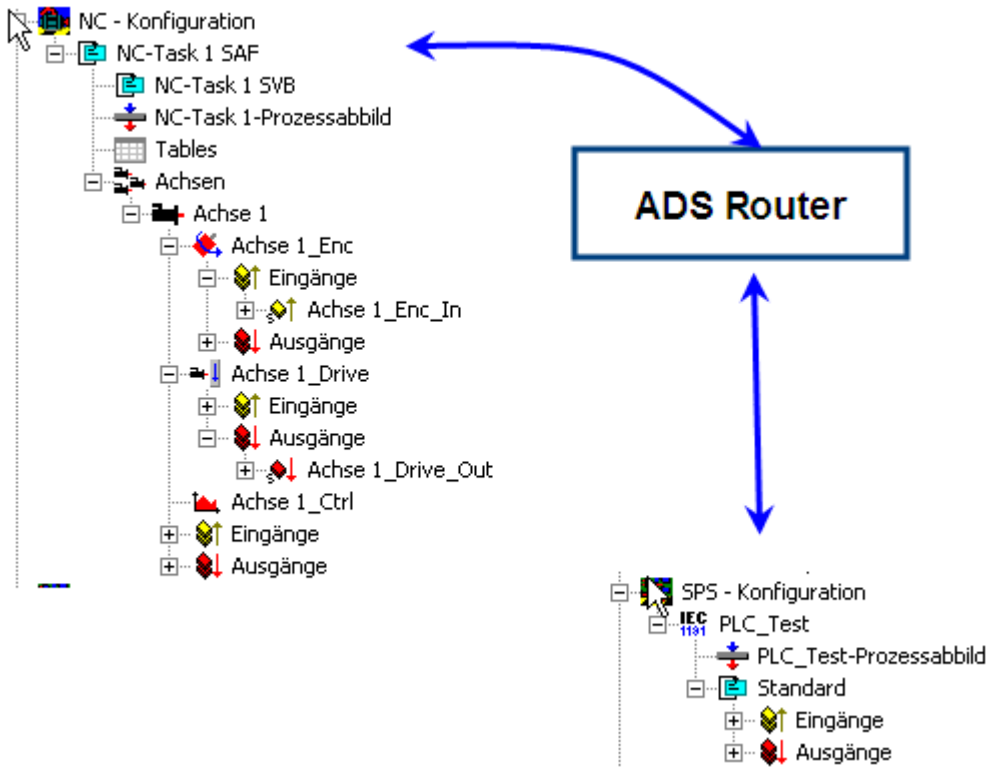 NC - Konfiguration
NC-Task 1 SAF
NC-Task 1 SVB
NC-Task 1-Prozessabbild
Tables
Achsen
Achse 1
Achse 1_Enc
Eingänge
Achse 1_Enc_In
Ausgänge
Achse 1_Drive
Eingänge
Ausgänge
Achse 1_Drive_Out
Achse 1_Ctrl
Eingänge
Ausgänge
ADS Router
SPS - Konfiguration
IEC 1131 PLC_Test
PLC_Test-Prozessabbild
Standard
Eingänge
Ausgänge